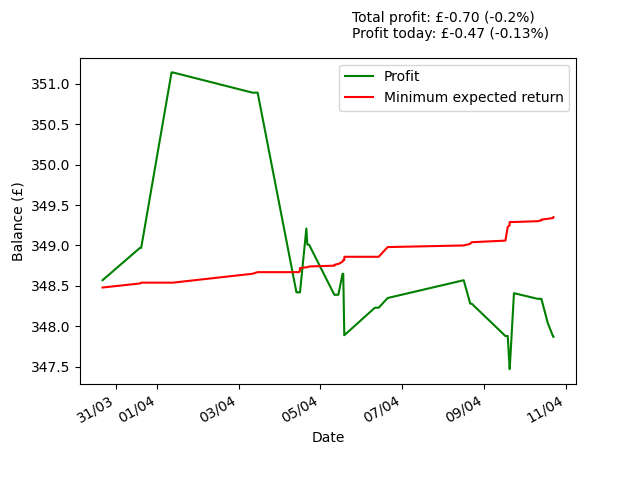 Total profit: £-0.70 (-0.2%)
Profit today: £-0.47 (-0.13%)
Profit
Minimum expected return
351.0
350.5
350.0
349.5
349.0
348.5
348.0
347.5
Balance (£)
31/03
01/04
03/04
05/04
07/04
09/04
11/04
Date